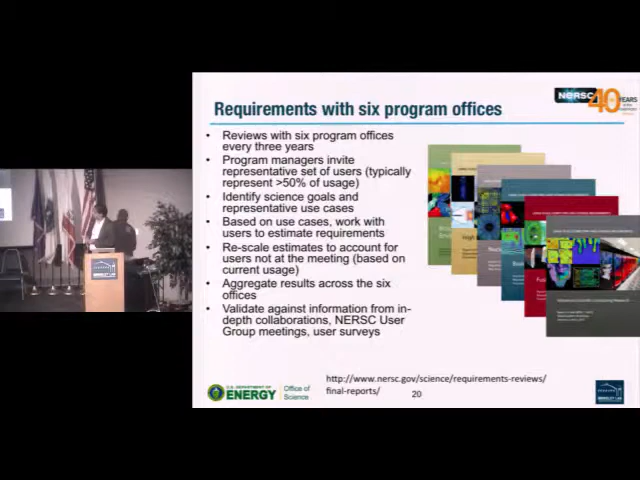 NERSC 40 YEARS
Requirements with six program offices
• Reviews with six program offices
every three years
• Program managers invite
representative set of users (typically
represent >50% of usage)
• Identify science goals and
representative use cases
• Based on use cases, work with
users to estimate requirements
• Re-scale estimates to account for
users not at the meeting (based on
current usage)
• Aggregate results across the six
offices
• Validate against information from in-
depth collaborations, NERSC User
Group meetings, user surveys
http://www.nersc.gov/science/requirements-reviews/
final-reports/
U.S. DEPARTMENT OF
ENERGY
Office of
Science
20
BERKELEY LAB